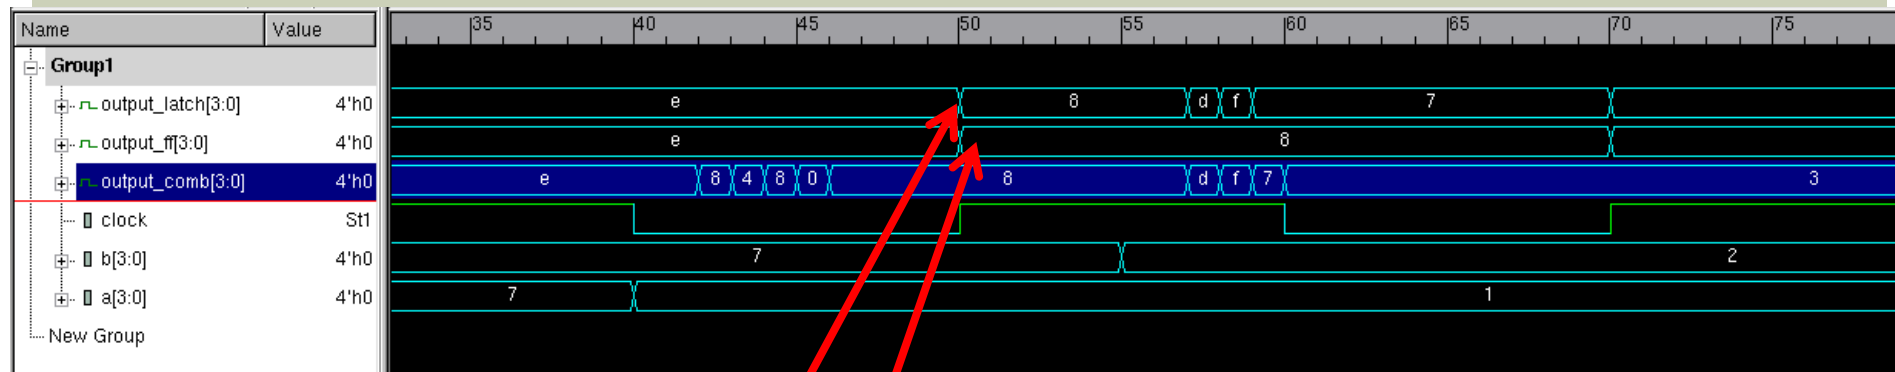 Name Value 35 40 45 50 55 60 65 70 75
Group1
output_latch[3:0] 4'h0 e 8 d f 7
output_ff[3:0] 4'h0 e 8
output_comb[3:0] 4'h0 e 8 4 8 0 8 d f 7 3
clock St1
b[3:0] 4'h0 7 2
a[3:0] 4'h0 7 1
New Group